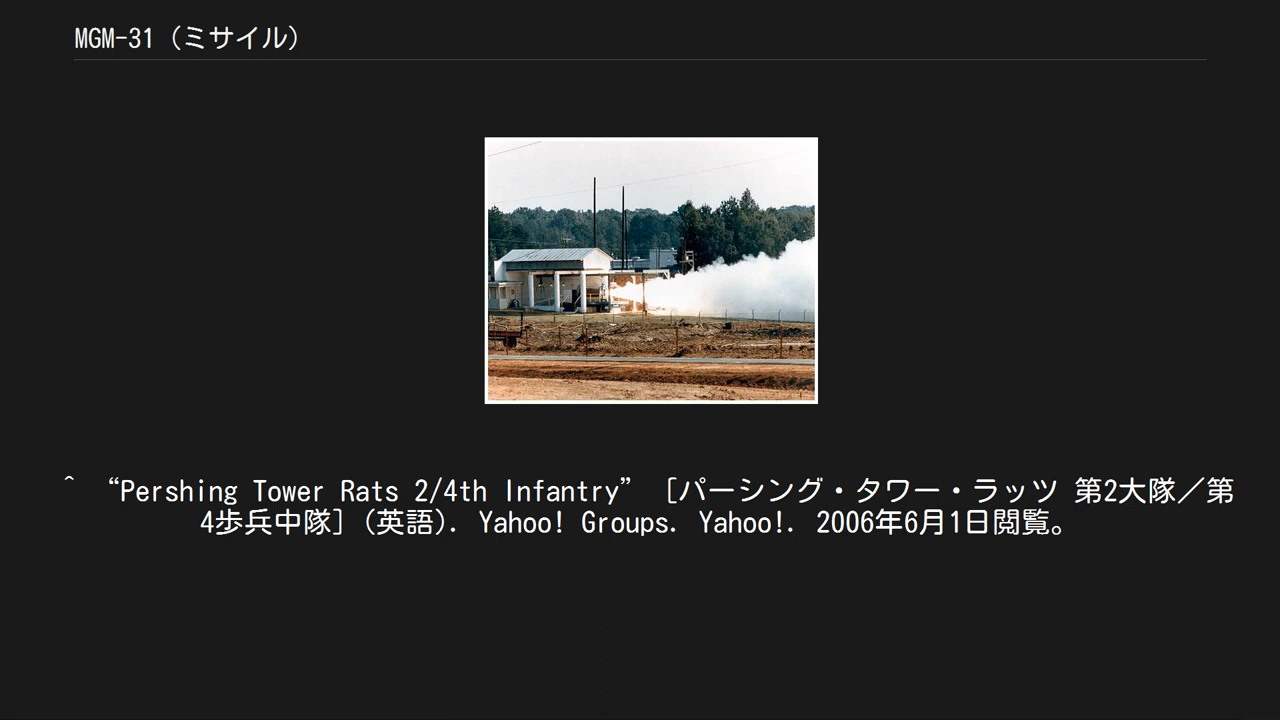 MGM-31（ミサイル）
^ “Pershing Tower Rats 2/4th Infantry” ［パーシング・タワー・ラッツ 第2大隊／第
4歩兵中隊］（英語）. Yahoo! Groups. Yahoo!. 2006年6月1日閲覧。